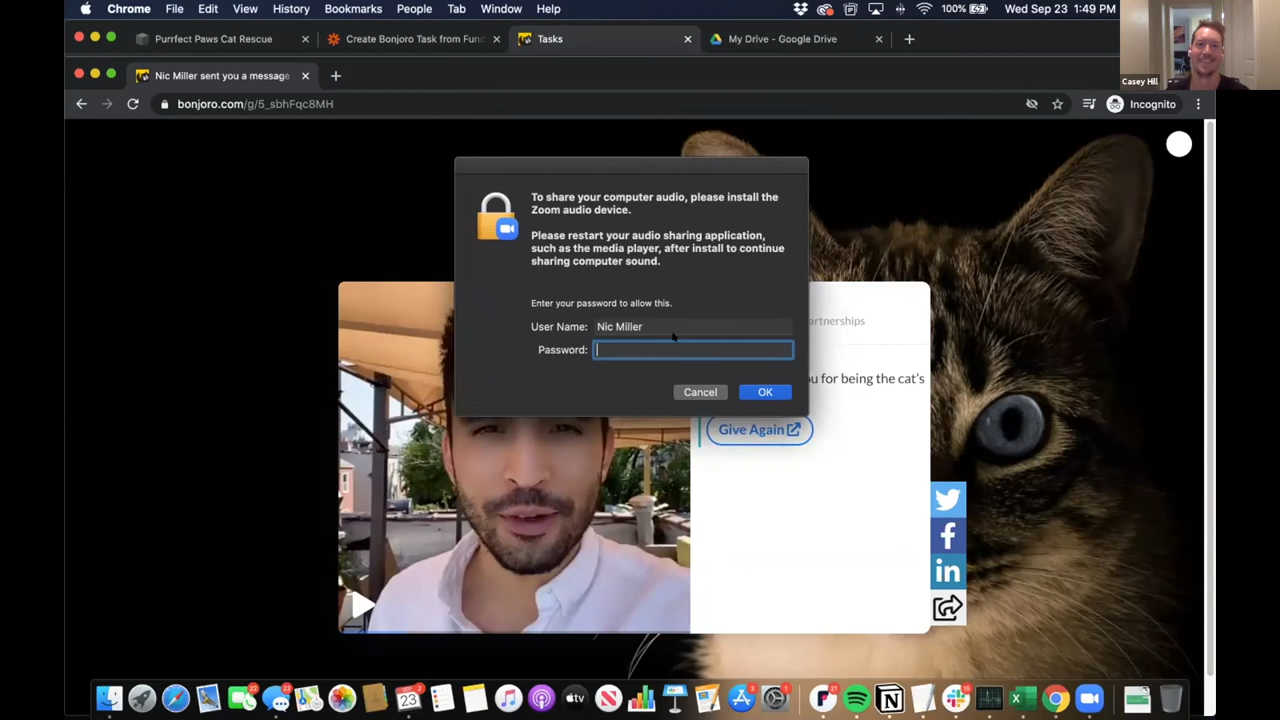 Chrome File Edit View History Bookmarks People Tab Window Help 100% Wed Sep 23 1:49 PM
Purrfect Paws Cat Rescue Create Bonjoro Task from Fund Tasks My Drive - Google Drive
Casey Hill
Nic Miller sent you a message
bonjoro.com/g/5_sbhFqc8MH Incognito
To share your computer audio, please install the
Zoom audio device.
Please restart your audio sharing application,
such as the media player, after install to continue
sharing computer sound.
Enter your password to allow this.
User Name: Nic Miller
Password:
Cancel OK
artnerships
u for being the cat's
Give Again
tv